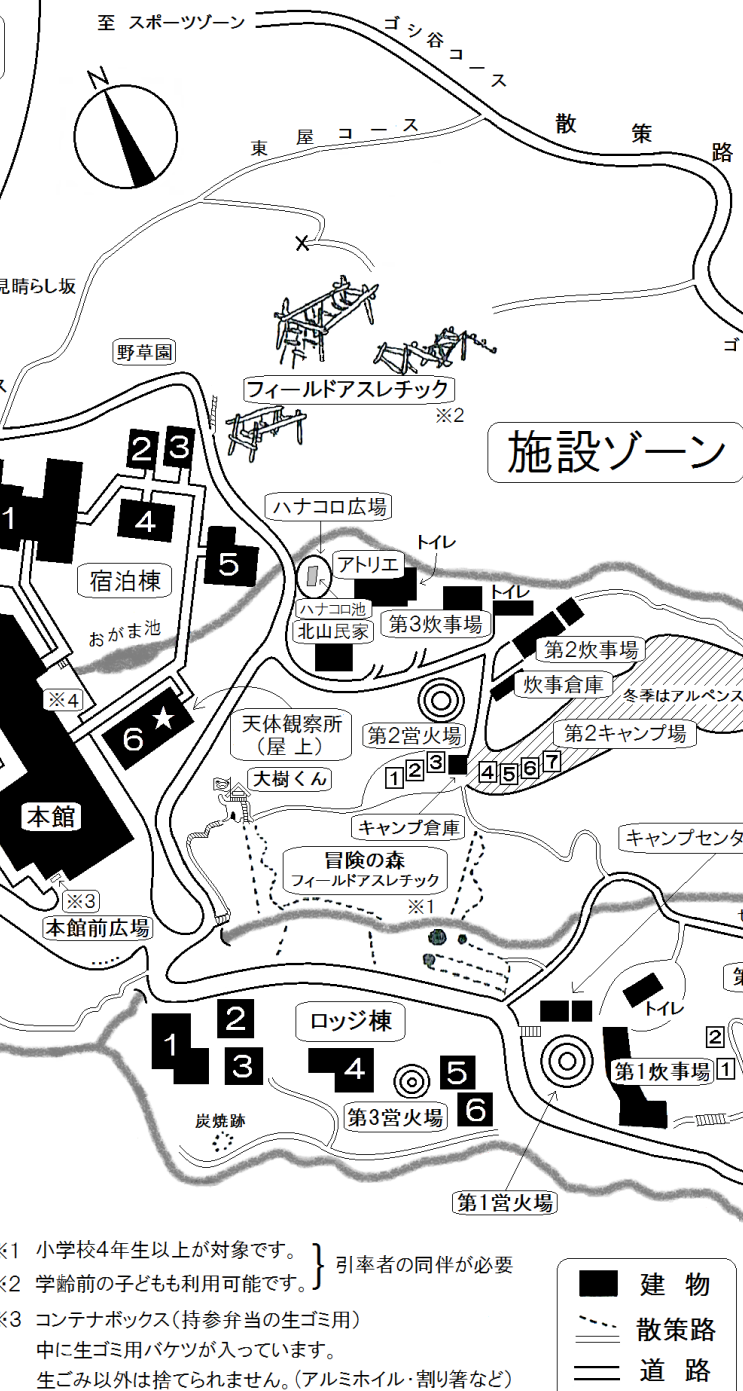 至 スポーツゾーン
ゴシ谷コース
N
散策路
東屋コース
見晴らし坂
ゴ
野草園
フィールドアスレチック
※2
施設ゾーン
2
3
1
4
5
宿泊棟
ハナコロ広場
アトリエ
トイレ
ハナコロ池
北山民家
第3炊事場
トイレ
おがま池
第2炊事場
炊事倉庫
冬季はアルペンス
※4
6
天休観察所
(屋 上)
第2営火場
第2キャンプ場
大樹くん
1
2
3
4
5
6
7
本館
キャンプ倉庫
キャンプセンタ
冒険の森
フィールドアスレチック
※1
※3
本館前広場
トイレ
ロッジ棟
1
2
3
4
5
6
第3営火場
第1炊事場
2
1
炭焼跡
第1営火場
※1 小学校4年生以上が対象です。
※2 学齢前の子どもも利用可能です。
引率者の同伴が必要
※3 コンテナボックス(持参弁当の生ゴミ用)
中に生ゴミ用バケツが入っています。
生ごみ以外は捨てられません。(アルミホイル・割り箸など)
建 物
散策路
道 路